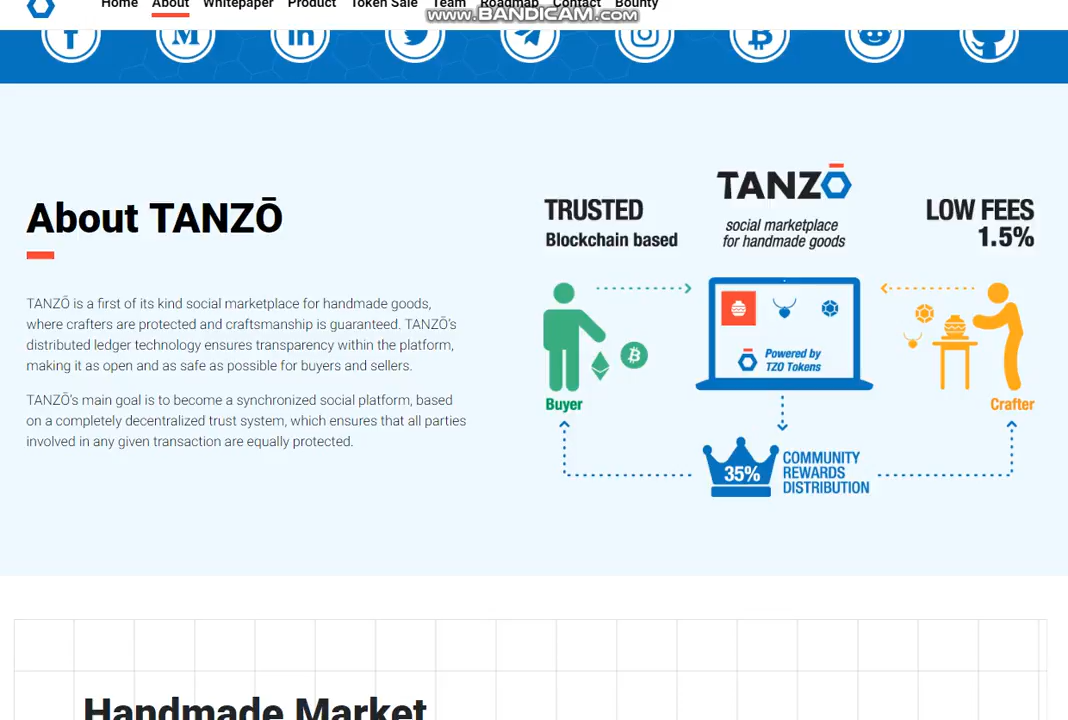 Home About Whitepaper Product Token Sale Team Roadmap Contact Bounty
www.BANDICAM.com
About TANZŌ
TANZŌ is a first of its kind social marketplace for handmade goods,
where crafters are protected and craftsmanship is guaranteed. TANZŌ's
distributed ledger technology ensures transparency within the platform,
making it as open and as safe as possible for buyers and sellers.
TANZŌ's main goal is to become a synchronized social platform, based
on a completely decentralized trust system, which ensures that all parties
involved in any given transaction are equally protected.
TRUSTED
Blockchain based
TANZŌ
social marketplace
for handmade goods
LOW FEES
1.5%
Powered by
TZO Tokens
Buyer
Crafter
35%
COMMUNITY
REWARDS
DISTRIBUTION
Handmade Market